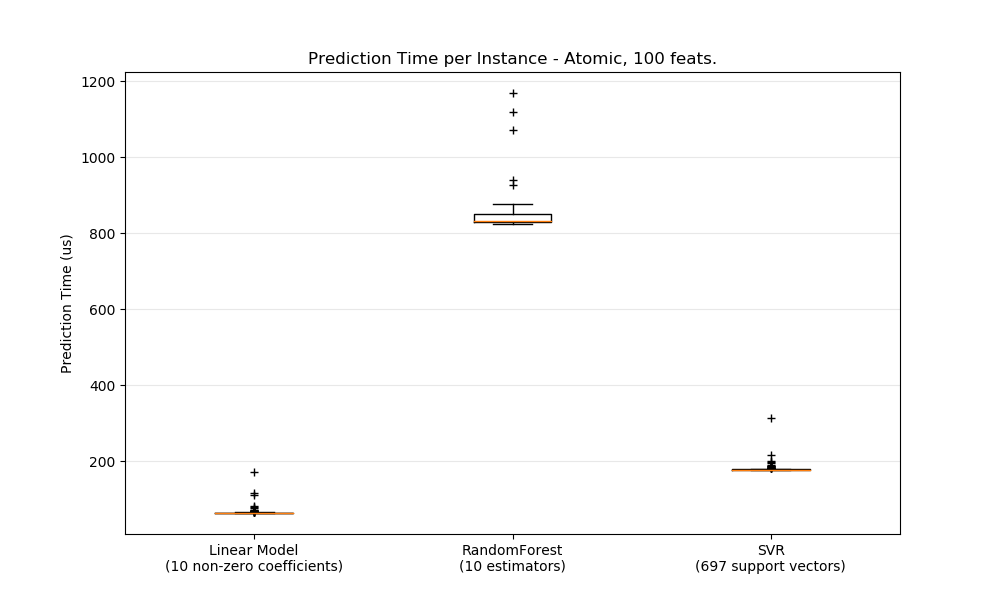 Prediction Time per Instance - Atomic, 100 feats.
Prediction Time (us)
1200
1000
800
600
400
200
Linear Model
(10 non-zero coefficients)
RandomForest
(10 estimators)
SVR
(697 support vectors)